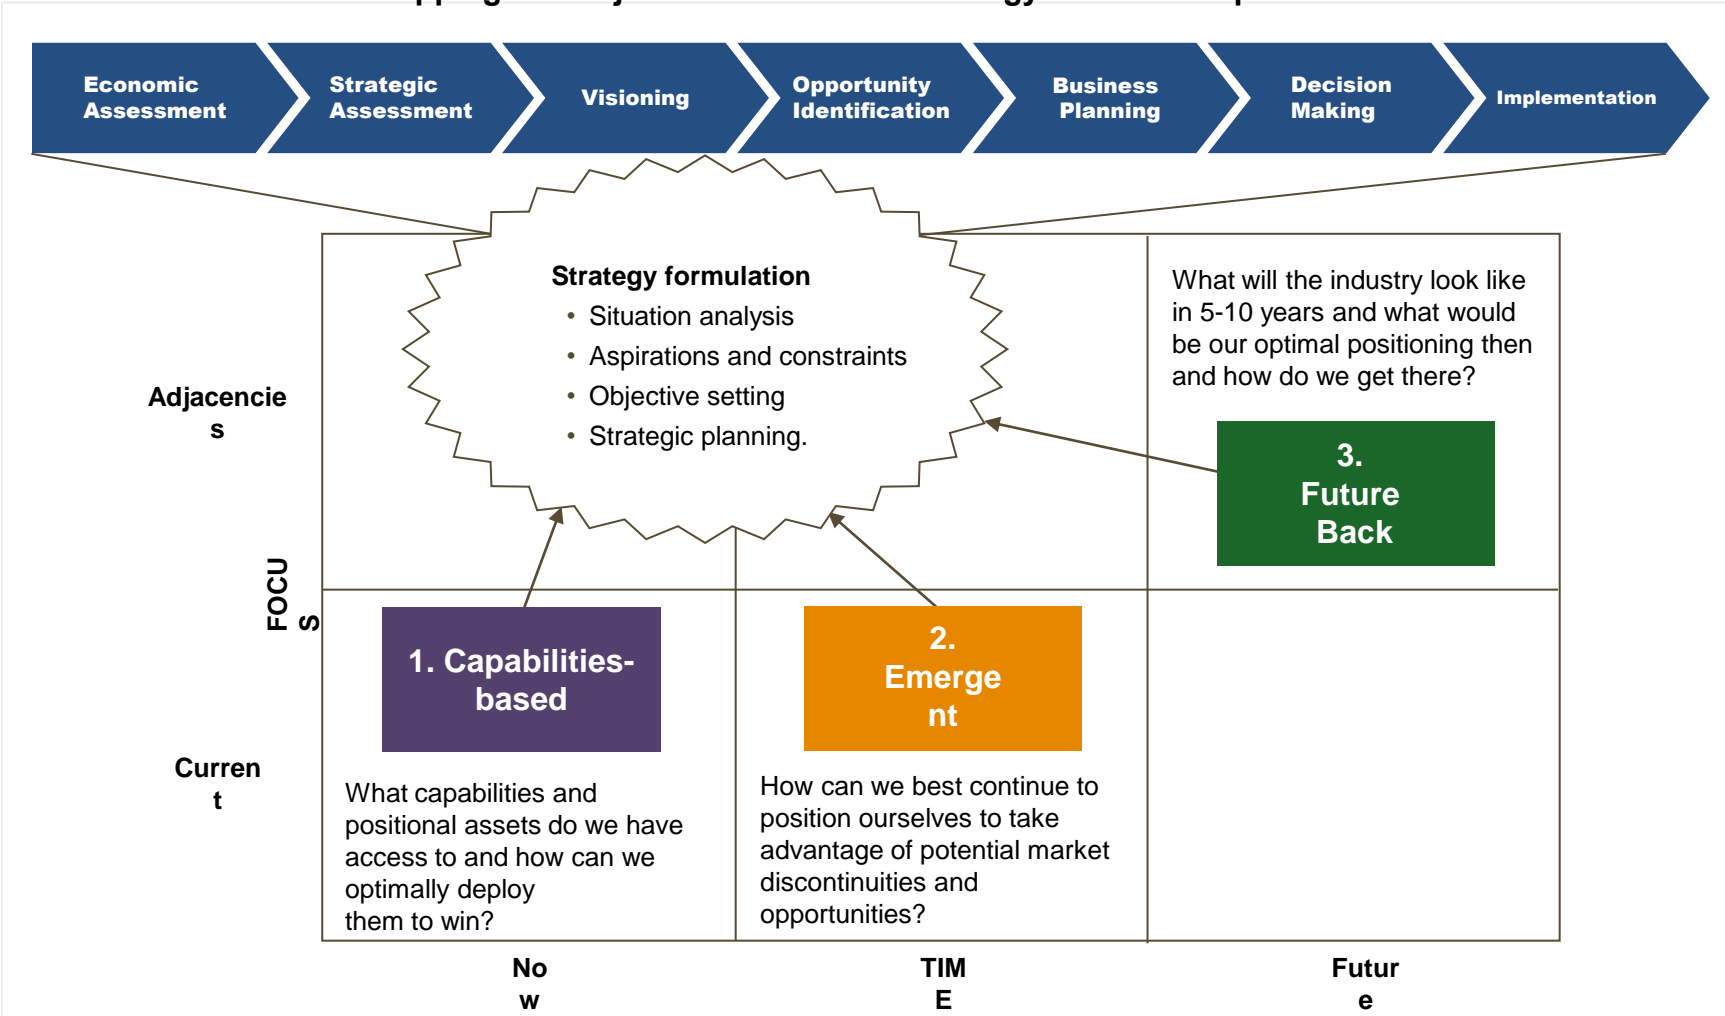 Economic
Assessment
Strategic
Assessment
Visioning
Opportunity
Identification
Business
Planning
Decision
Making
Implementation
Strategy formulation
• Situation analysis
• Aspirations and constraints
• Objective setting
• Strategic planning.
What will the industry look like
in 5-10 years and what would
be our optimal positioning then
and how do we get there?
Adjacencie
s
3.
Future
Back
FOCU
S
1. Capabilities-
based
2.
Emerge
nt
Curren
t
What capabilities and
positional assets do we have
access to and how can we
optimally deploy
them to win?
How can we best continue to
position ourselves to take
advantage of potential market
discontinuities and
opportunities?
No
w
TIM
E
Futur
e